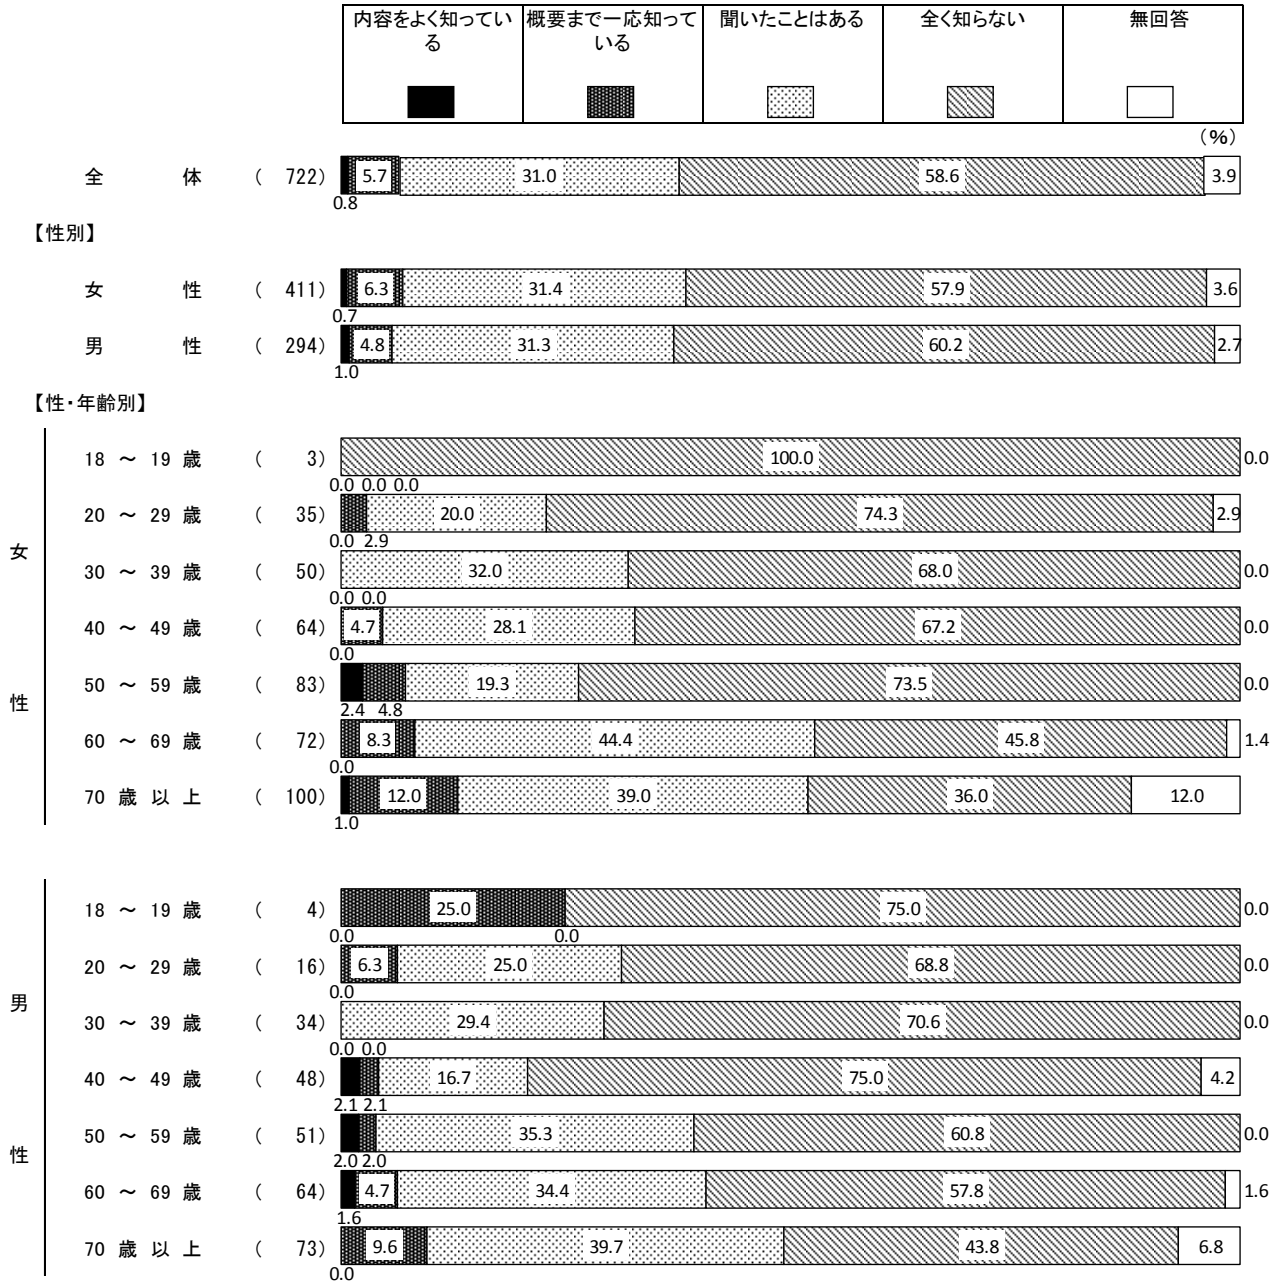 内容をよく知っている
概要まで一応知っている
聞いたことはある
全く知らない
無回答
(%)
全 体 ( 722) 5.7 31.0 58.6 3.9
0.8
【性別】
女 性 ( 411) 6.3 31.4 57.9 3.6
0.7
男 性 ( 294) 4.8 31.3 60.2 2.7
1.0
【性・年齢別】
女性
18 ～ 19 歳 ( 3) 100.0 0.0
0.0 0.0 0.0
20 ～ 29 歳 ( 35) 20.0 74.3 2.9
0.0 2.9
30 ～ 39 歳 ( 50) 32.0 68.0 0.0
0.0 0.0
40 ～ 49 歳 ( 64) 4.7 28.1 67.2 0.0
0.0
50 ～ 59 歳 ( 83) 19.3 73.5 0.0
2.4 4.8
60 ～ 69 歳 ( 72) 8.3 44.4 45.8 1.4
0.0
70 歳 以 上 ( 100) 12.0 39.0 36.0 12.0
1.0
男性
18 ～ 19 歳 ( 4) 25.0 75.0 0.0
0.0 0.0
20 ～ 29 歳 ( 16) 6.3 25.0 68.8 0.0
0.0
30 ～ 39 歳 ( 34) 29.4 70.6 0.0
0.0 0.0
40 ～ 49 歳 ( 48) 16.7 75.0 4.2
2.1 2.1
50 ～ 59 歳 ( 51) 35.3 60.8 0.0
2.0 2.0
60 ～ 69 歳 ( 64) 4.7 34.4 57.8 1.6
1.6
70 歳 以 上 ( 73) 9.6 39.7 43.8 6.8
0.0